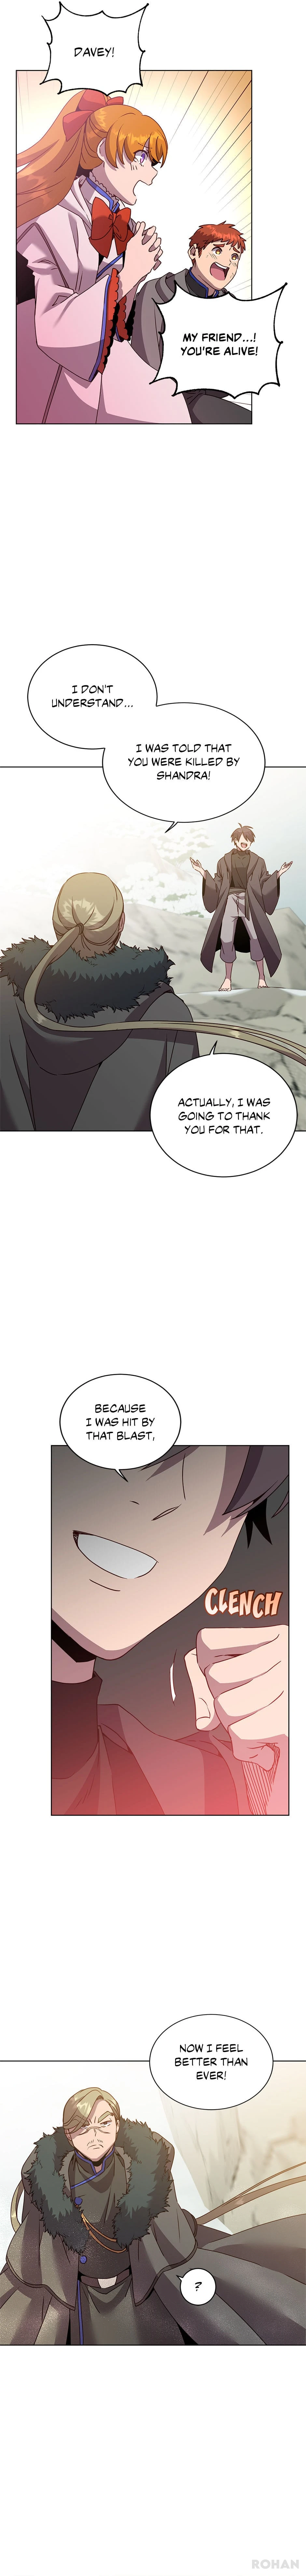 DAVEY!
MY FRIEND...!
YOU'RE ALIVE!
I DON'T
UNDERSTAND...
I WAS TOLD THAT
YOU WERE KILLED BY
SHANDRA!
ACTUALLY, I WAS
GOING TO THANK
YOU FOR THAT.
BECAUSE
I WAS HIT BY
THAT BLAST,
CLENCH
NOW I FEEL
BETTER THAN
EVER!
?
ROHAN